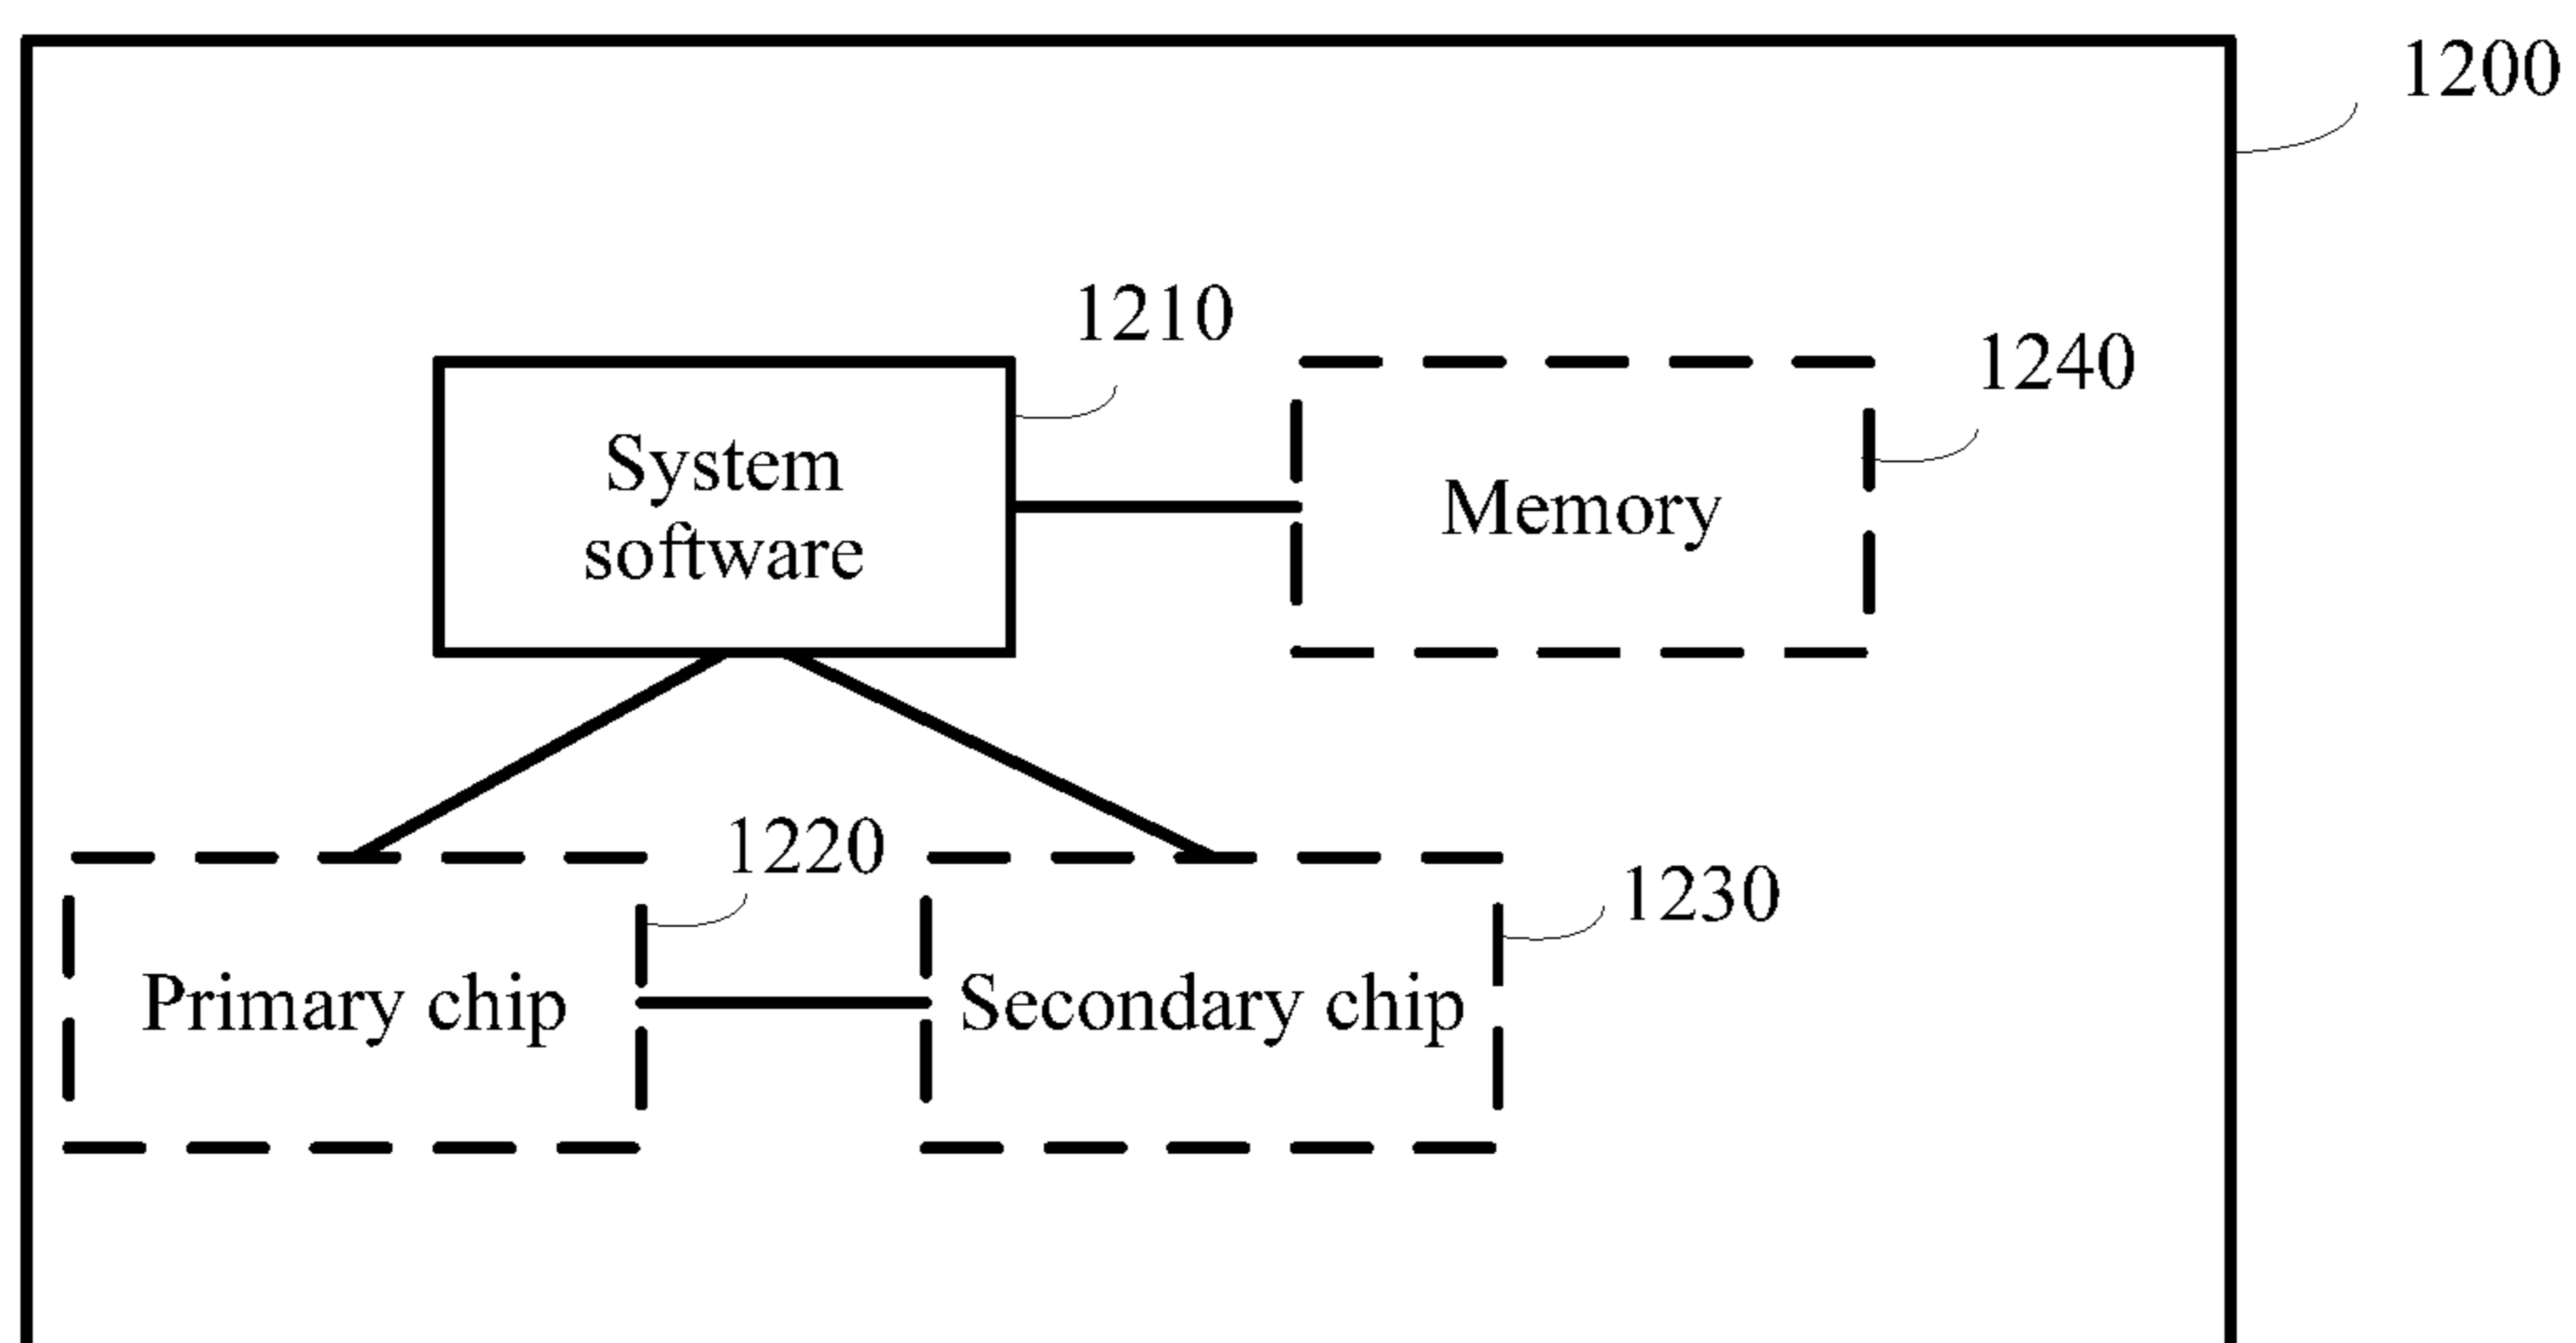 1200
1210
1240
System
software
Memory
1220
1230
Primary chip
Secondary chip